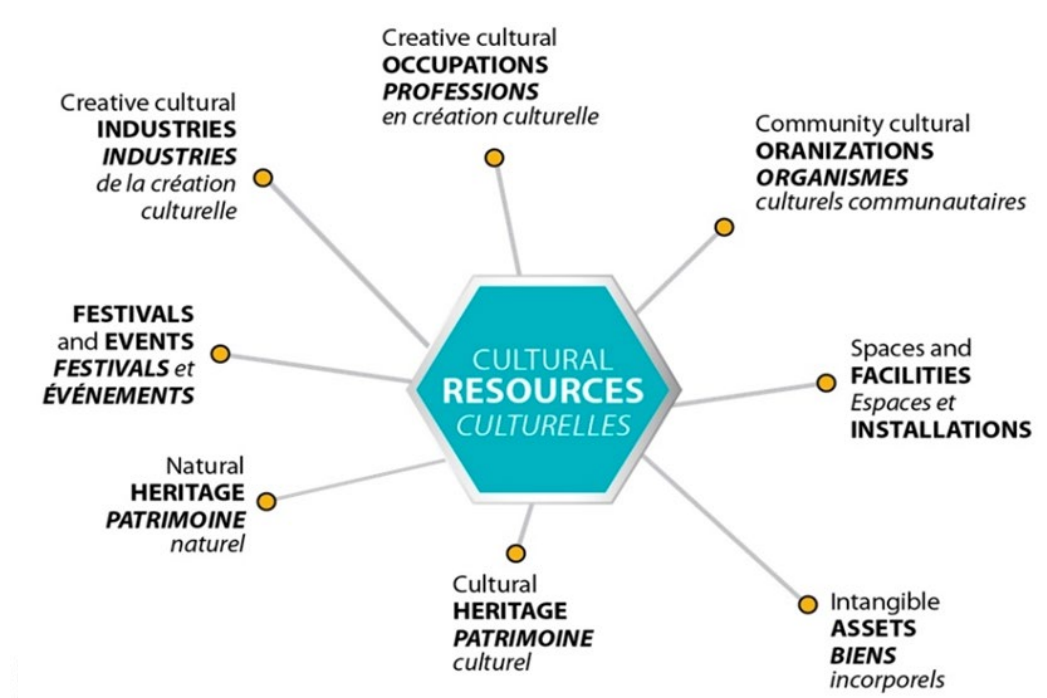 Creative cultural
OCCUPATIONS
PROFESSIONS
en création culturelle
Creative cultural
INDUSTRIES
INDUSTRIES
de la création
culturelle
Community cultural
ORANIZATIONS
ORGANISMES
culturels communautaires
FESTIVALS
and EVENTS
FESTIVALS et
ÉVÉNEMENTS
CULTURAL
RESOURCES
CULTURELLES
Spaces and
FACILITIES
Espaces et
INSTALLATIONS
Natural
HERITAGE
PATRIMOINE
naturel
Cultural
HERITAGE
PATRIMOINE
culturel
Intangible
ASSETS
BIENS
incorporels